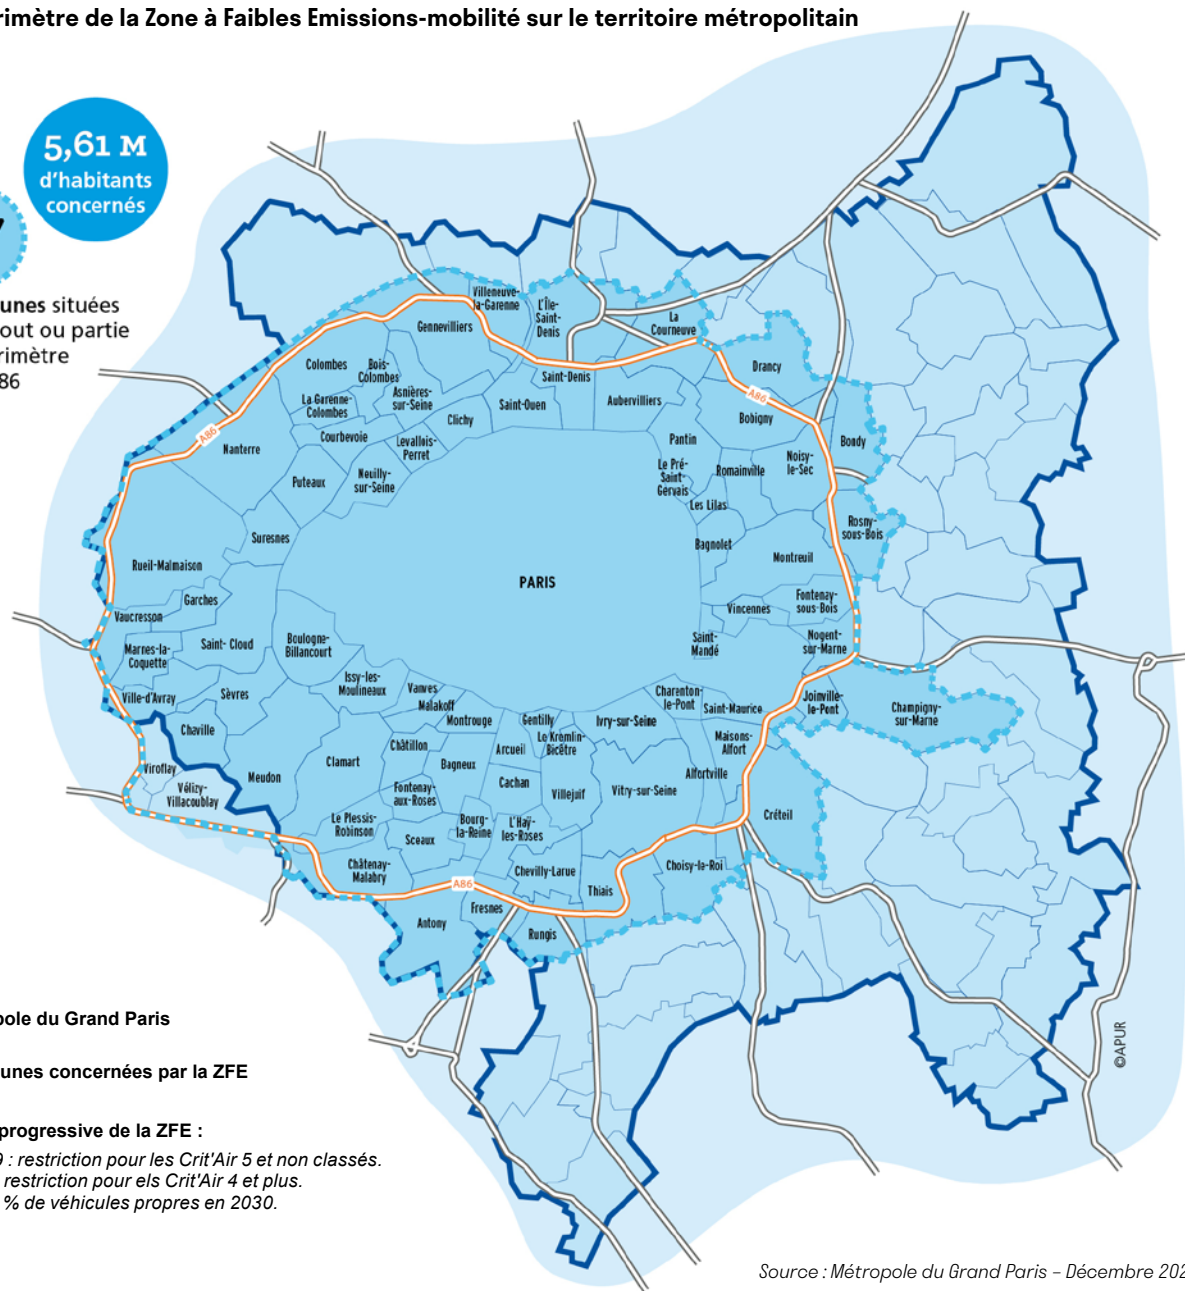 rimètre de la Zone à Faibles Emissions-mobilité sur le territoire métropolitain
5,61 M
d'habitants
concernés
unes situées
out ou partie
rimètre
86
Villeneuve-
la-Garenne
L'Île-
Saint-
Denis
La
Courneuve
Gennevilliers
Colombes
Bois-
Colombes
Saint-Denis
Drancy
A86
La Garenne-
Colombes
Asnières-
sur-Seine
Saint-Ouen
Aubervilliers
Clichy
Bobigny
A86
Nanterre
Courbevoie
Levallois-
Perret
Pantin
Bondy
Puteaux
Neuilly-
sur-Seine
Le Pré-
Saint-
Gervais
Romainville
Noisy-
le-Sec
Les Lilas
Suresnes
Rosny-
sous-Bois
Bagnolet
Montreuil
Rueil-Malmaison
PARIS
Garches
Vaucresson
Vincennes
Fontenay-
sous-Bois
Marnes-la-
Coquette
Saint- Cloud
Boulogne-
Billancourt
Saint-
Mandé
Nogent-
sur-Marne
Ville-d'Avray
Sèvres
Issy-les-
Moulineaux
Vanves
Malakoff
Montrouge
Gentilly
Le Kremlin-
Bicêtre
Ivry-sur-Seine
Charenton-
le-Pont
Saint-Maurice
Joinville-
le-Pont
Champigny-
sur-Marne
Chaville
Châtillon
Arcueil
Maisons-
Alfort
Viroflay
Clamart
Bagneux
Alfortville
Vélizy-
Villacoublay
Meudon
Fontenay-
aux-Roses
Cachan
Villejuif
Vitry-sur-Seine
Le Plessis-
Robinson
Sceaux
Bourg-
la-Reine
L'Haÿ-
les-Roses
Créteil
Châtenay-
Malabry
Chevilly-Larue
Choisy-le-Roi
A86
Thiais
Fresnes
Antony
Rungis
pole du Grand Paris
unes concernées par la ZFE
progressive de la ZFE :
9 : restriction pour les Crit'Air 5 et non classés.
restriction pour els Crit'Air 4 et plus.
% de véhicules propres en 2030.
©APUR
Source : Métropole du Grand Paris – Décembre 202